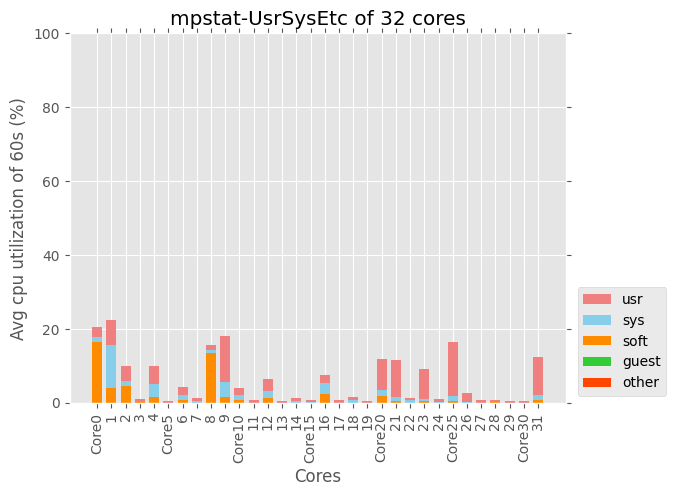 mpstat-UsrSysEtc of 32 cores
Avg cpu utilization of 60s (%)
100
80
60
40
20
0
Core0
1
2
3
4
Core5
6
7
8
9
Core10
11
12
13
14
Core15
16
17
18
19
Core20
21
22
23
24
Core25
26
27
28
29
Core30
31
Cores
usr
sys
soft
guest
other